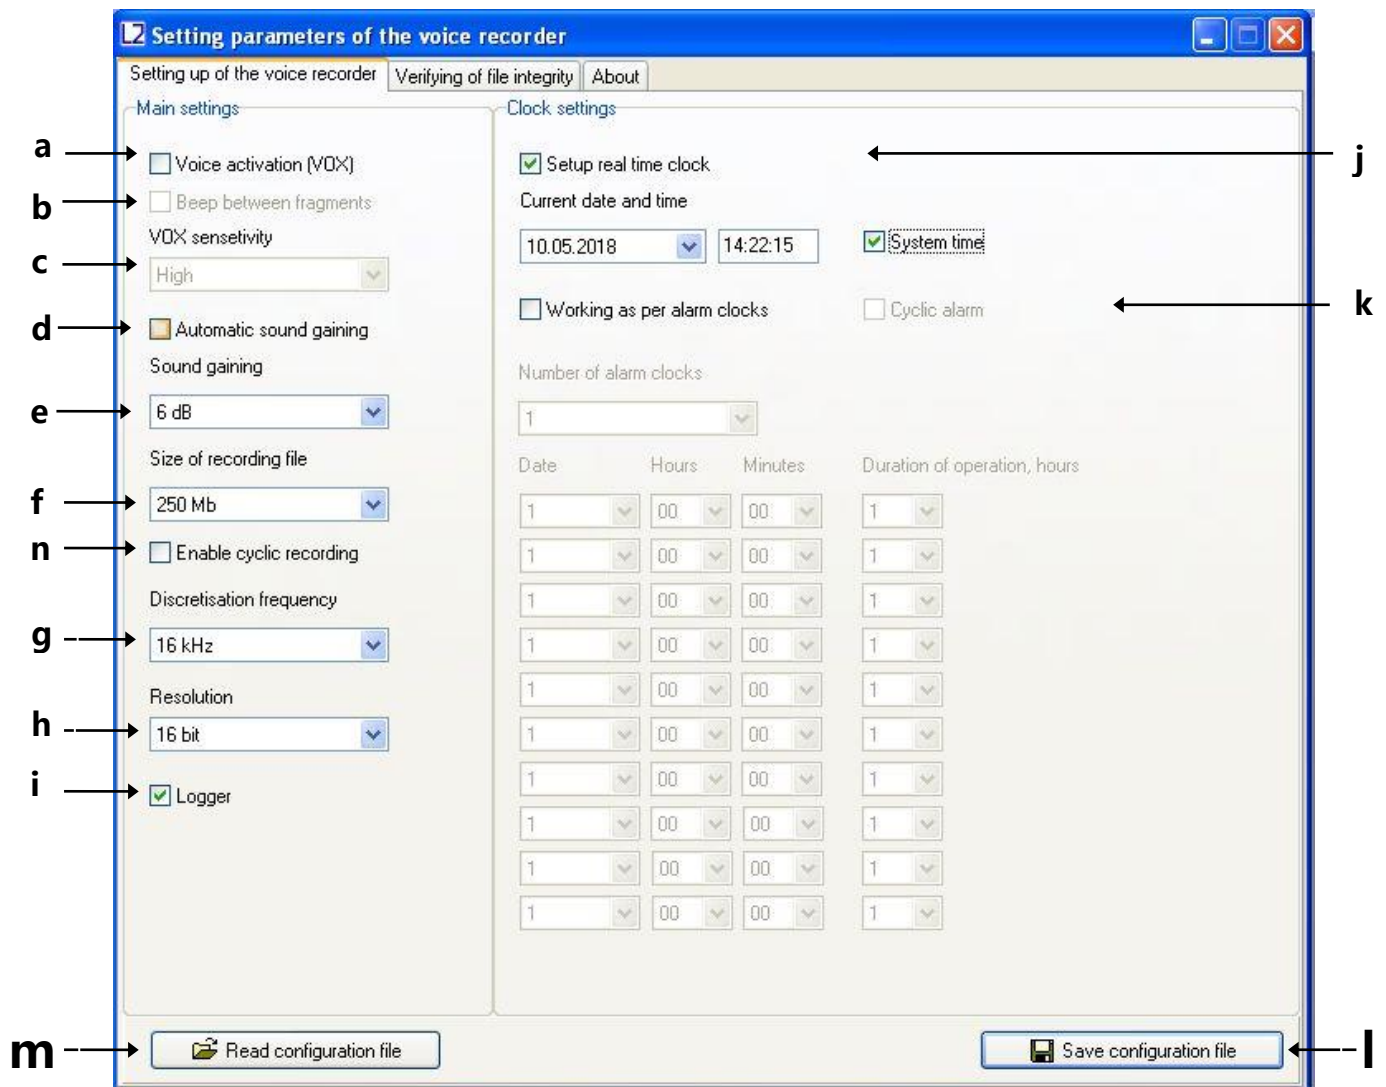 L2 Setting parameters of the voice recorder
Setting up of the voice recorder Verifying of file integrity About
Main settings
a Voice activation (VOX)
b Beep between fragments
VOX sensetivity
c High
d Automatic sound gaining
Sound gaining
e 6 dB
Size of recording file
f 250 Mb
n Enable cyclic recording
Discretisation frequency
g 16 kHz
Resolution
h 16 bit
i Logger
Clock settings
Setup real time clock j
Current date and time
10.05.2018 14:22:15 System time
Working as per alarm clocks Cyclic alarm k
Number of alarm clocks
1
Date Hours Minutes Duration of operation, hours
1 00 00 1
1 00 00 1
1 00 00 1
1 00 00 1
1 00 00 1
1 00 00 1
1 00 00 1
1 00 00 1
1 00 00 1
1 00 00 1
m Read configuration file Save configuration file l